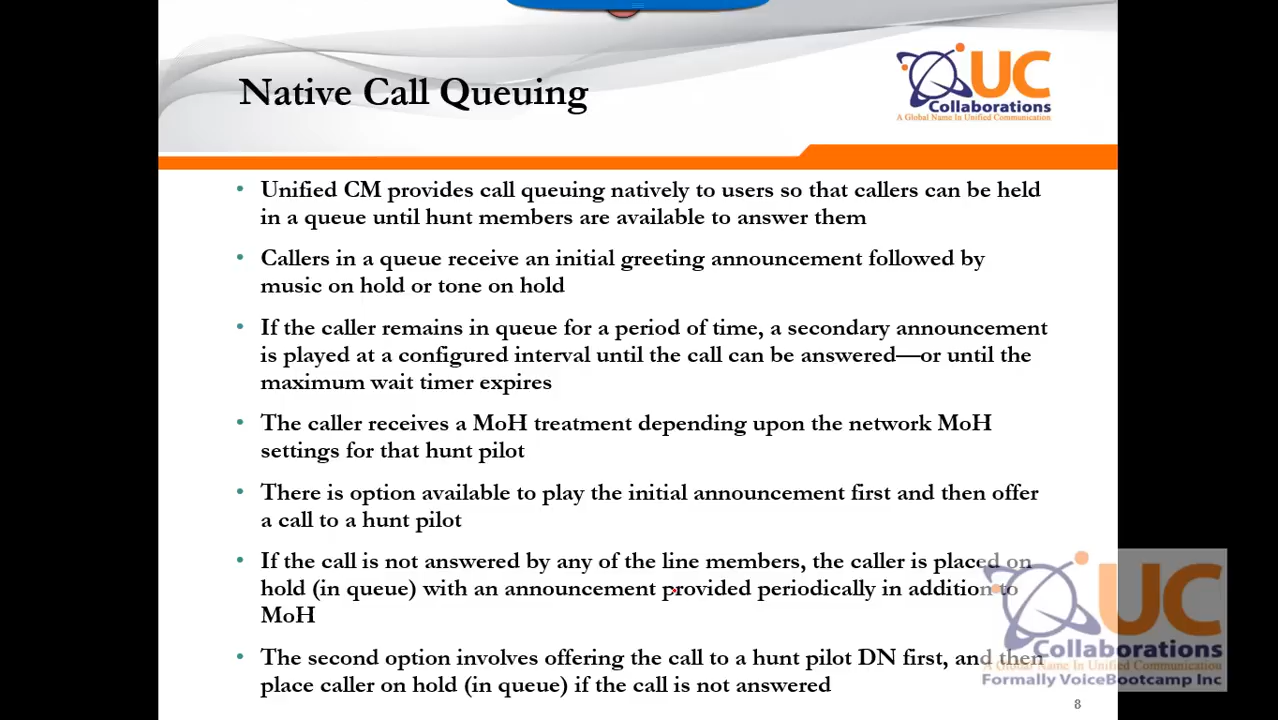 Native Call Queuing
UC
Collaborations
A Global Name In Unified Communication
• Unified CM provides call queuing natively to users so that callers can be held
in a queue until hunt members are available to answer them
• Callers in a queue receive an initial greeting announcement followed by
music on hold or tone on hold
• If the caller remains in queue for a period of time, a secondary announcement
is played at a configured interval until the call can be answered—or until the
maximum wait timer expires
• The caller receives a MoH treatment depending upon the network MoH
settings for that hunt pilot
• There is option available to play the initial announcement first and then offer
a call to a hunt pilot
• If the call is not answered by any of the line members, the caller is placed on
hold (in queue) with an announcement provided periodically in addition to
MoH
• The second option involves offering the call to a hunt pilot DN first, and then
place caller on hold (in queue) if the call is not answered
UC
Collaborations
A Global Name In Unified Communication
Formally VoiceBootcamp Inc
8